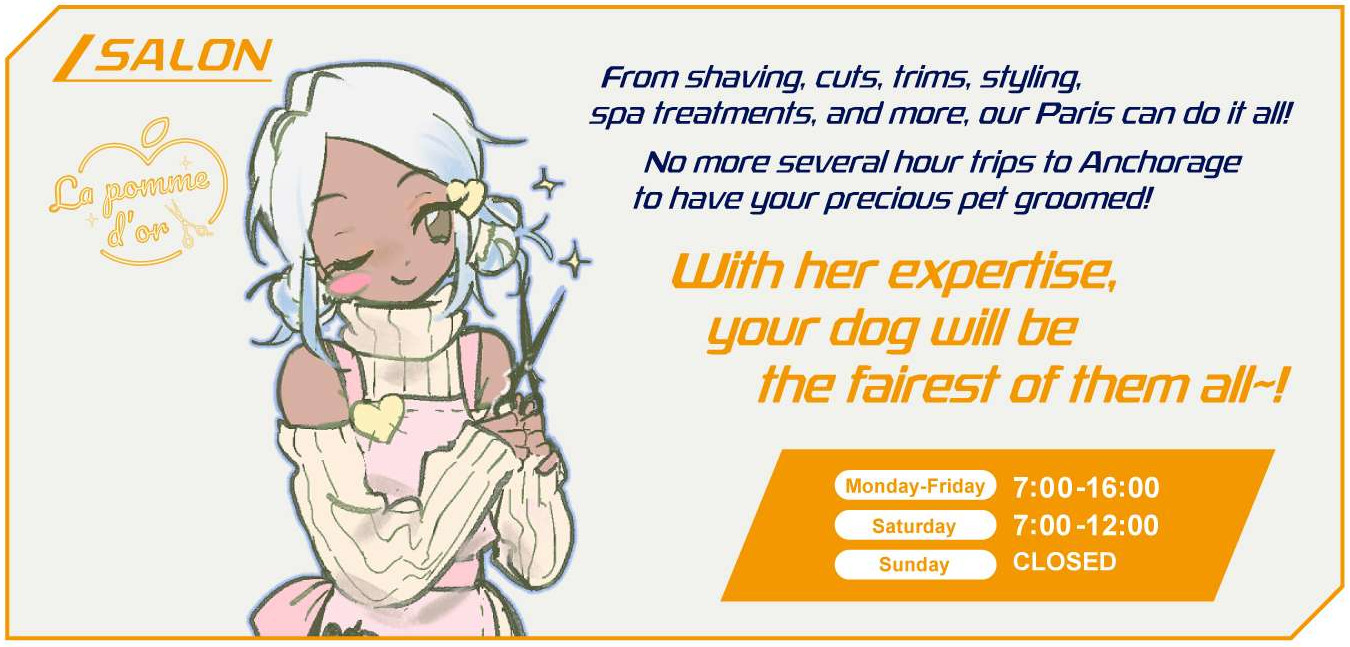 SALON
La pomme
d'or
From shaving, cuts, trims, styling,
spa treatments, and more, our Paris can do it all!
No more several hour trips to Anchorage
to have your precious pet groomed!
With her expertise,
your dog will be
the fairest of them all~!
Monday-Friday 7:00-16:00
Saturday 7:00-12:00
Sunday CLOSED